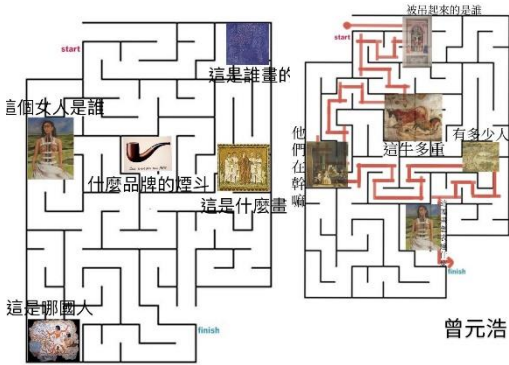 被吊起來的是誰
start
start
這是誰畫的
這個女人是誰
他們在幹嘛
有多少人
這牛多重
什麼品牌的煙斗
這是什麼畫
這是哪國人
finish
finish
曾元浩